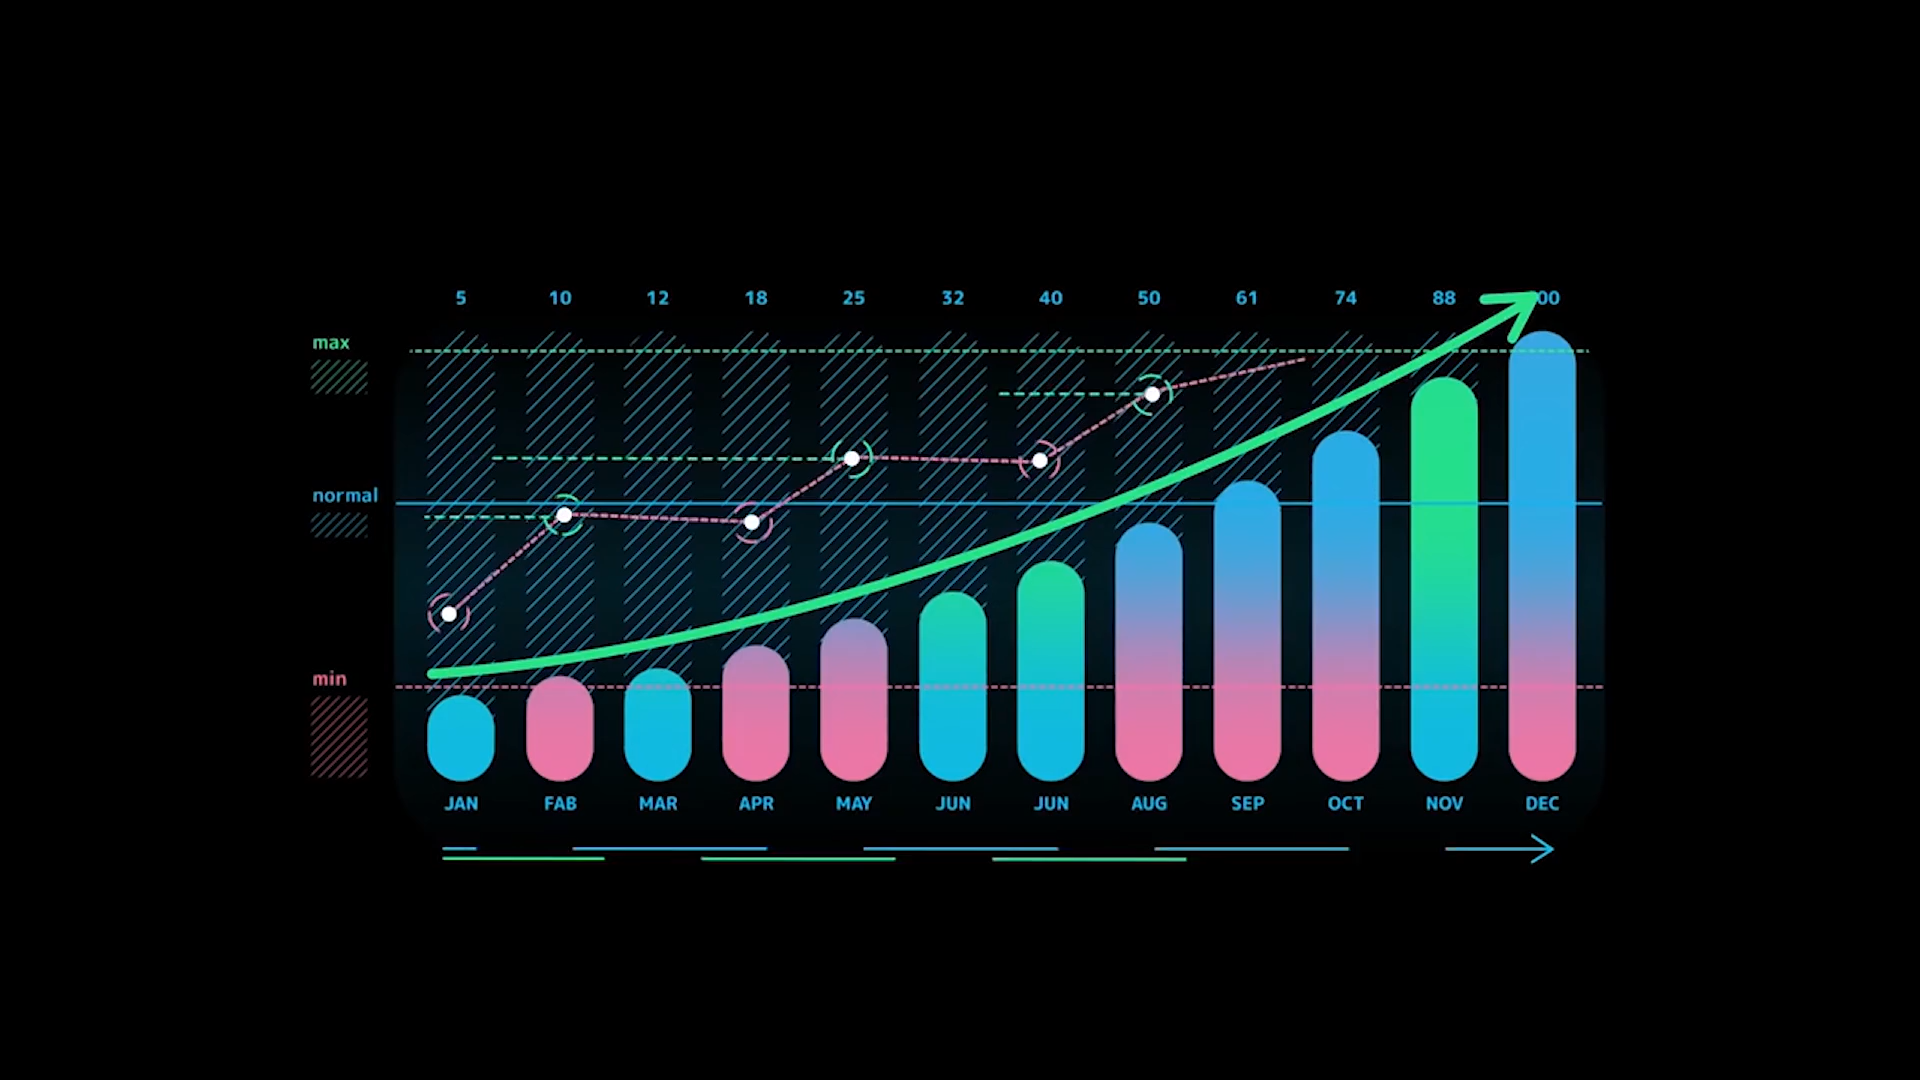 5 10 12 18 25 32 40 50 61 74 88 00
max
normal
min
JAN FAB MAR APR MAY JUN JUN AUG SEP OCT NOV DEC